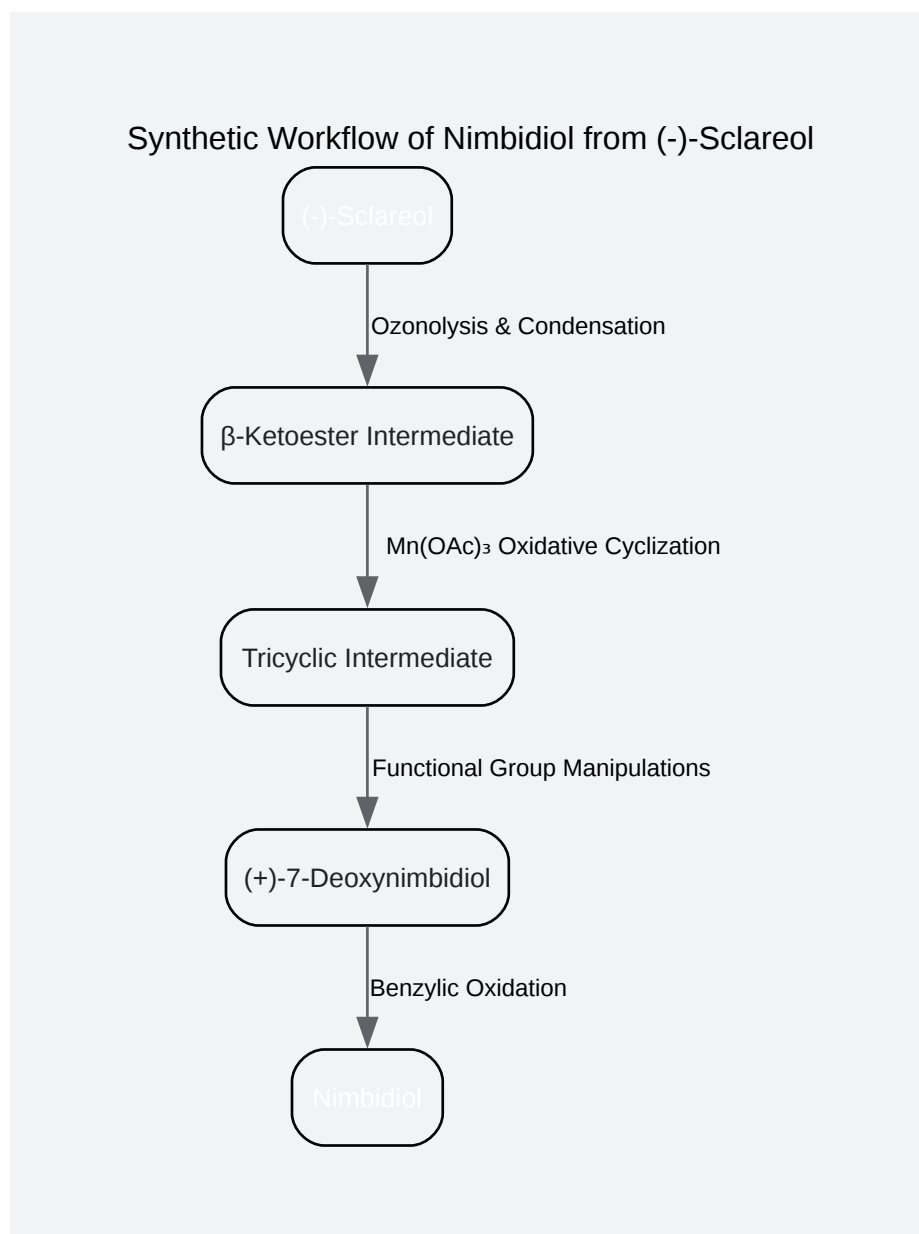 Synthetic Workflow of Nimbidiol from (-)-Sclareol
(-)-Sclareol
Ozonolysis & Condensation
β-Ketoester Intermediate
Mn(OAc)₃ Oxidative Cyclization
Tricyclic Intermediate
Functional Group Manipulations
(+)-7-Deoxynimbidiol
Benzylic Oxidation
Nimbidiol